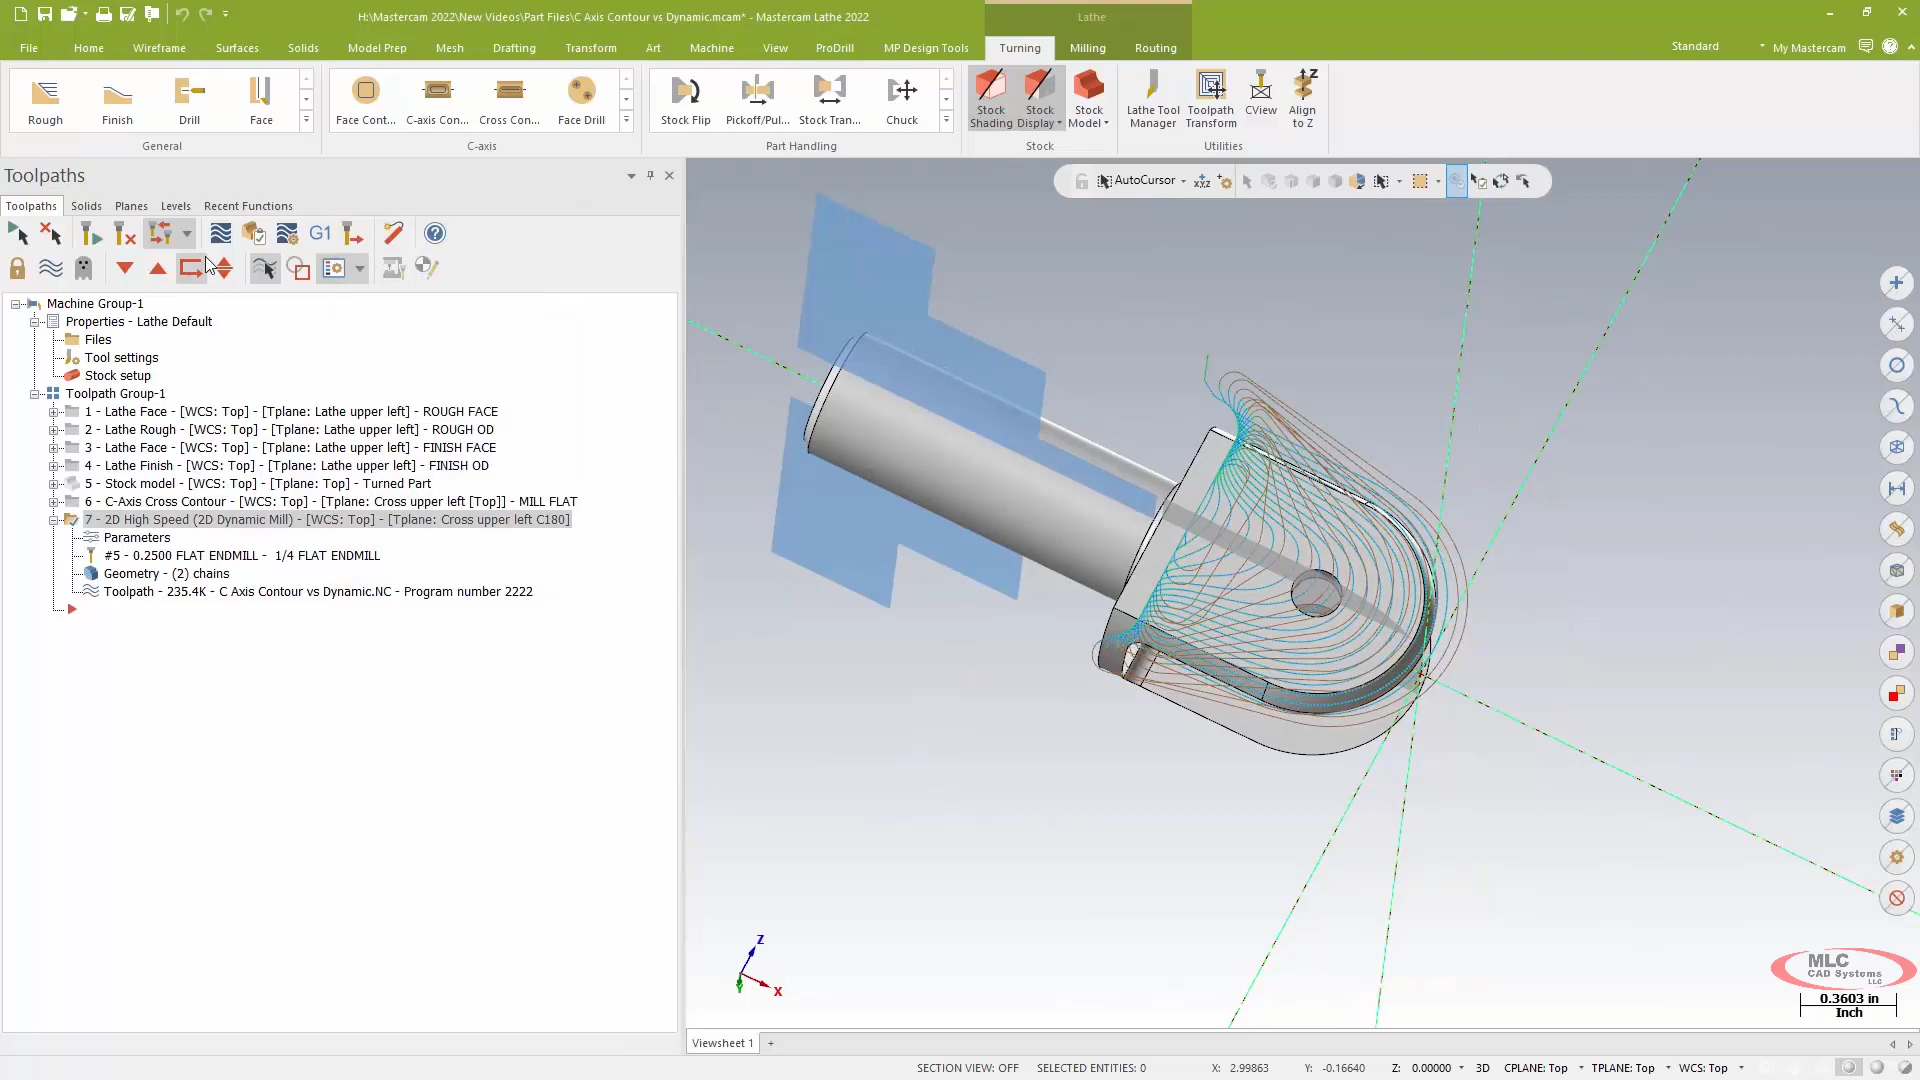 H:\Mastercam 2022\New Videos\Part Files\C Axis Contour vs Dynamic.mcam* - Mastercam Lathe 2022
Lathe
File Home Wireframe Surfaces Solids Model Prep Mesh Drafting Transform Art Machine View ProDrill MP Design Tools Turning Milling Routing Standard My Mastercam
Rough Finish Drill Face
General
Face Cont... C-axis Con... Cross Con... Face Drill
C-axis
Stock Flip Pickoff/Pul... Stock Tran... Chuck
Part Handling
Stock Shading Stock Display Stock Model
Stock
Lathe Tool Manager Toolpath Transform CView Align to Z
Utilities
Toolpaths
Toolpaths Solids Planes Levels Recent Functions
G1
AutoCursor
Machine Group-1
Properties - Lathe Default
Files
Tool settings
Stock setup
Toolpath Group-1
1 - Lathe Face - [WCS: Top] - [Tplane: Lathe upper left] - ROUGH FACE
2 - Lathe Rough - [WCS: Top] - [Tplane: Lathe upper left] - ROUGH OD
3 - Lathe Face - [WCS: Top] - [Tplane: Lathe upper left] - FINISH FACE
4 - Lathe Finish - [WCS: Top] - [Tplane: Lathe upper left] - FINISH OD
5 - Stock model - [WCS: Top] - [Tplane: Top] - Turned Part
6 - C-Axis Cross Contour - [WCS: Top] - [Tplane: Cross upper left [Top]] - MILL FLAT
7 - 2D High Speed (2D Dynamic Mill) - [WCS: Top] - [Tplane: Cross upper left C180]
Parameters
#5 - 0.2500 FLAT ENDMILL - 1/4 FLAT ENDMILL
Geometry - (2) chains
Toolpath - 235.4K - C Axis Contour vs Dynamic.NC - Program number 2222
Z
X
Y
MLC
CAD Systems
LLC
0.3603 in
Inch
Viewsheet 1 +
SECTION VIEW: OFF SELECTED ENTITIES: 0 X: 2.99863 Y: -0.16640 Z: 0.00000 3D CPLANE: Top TPLANE: Top WCS: Top